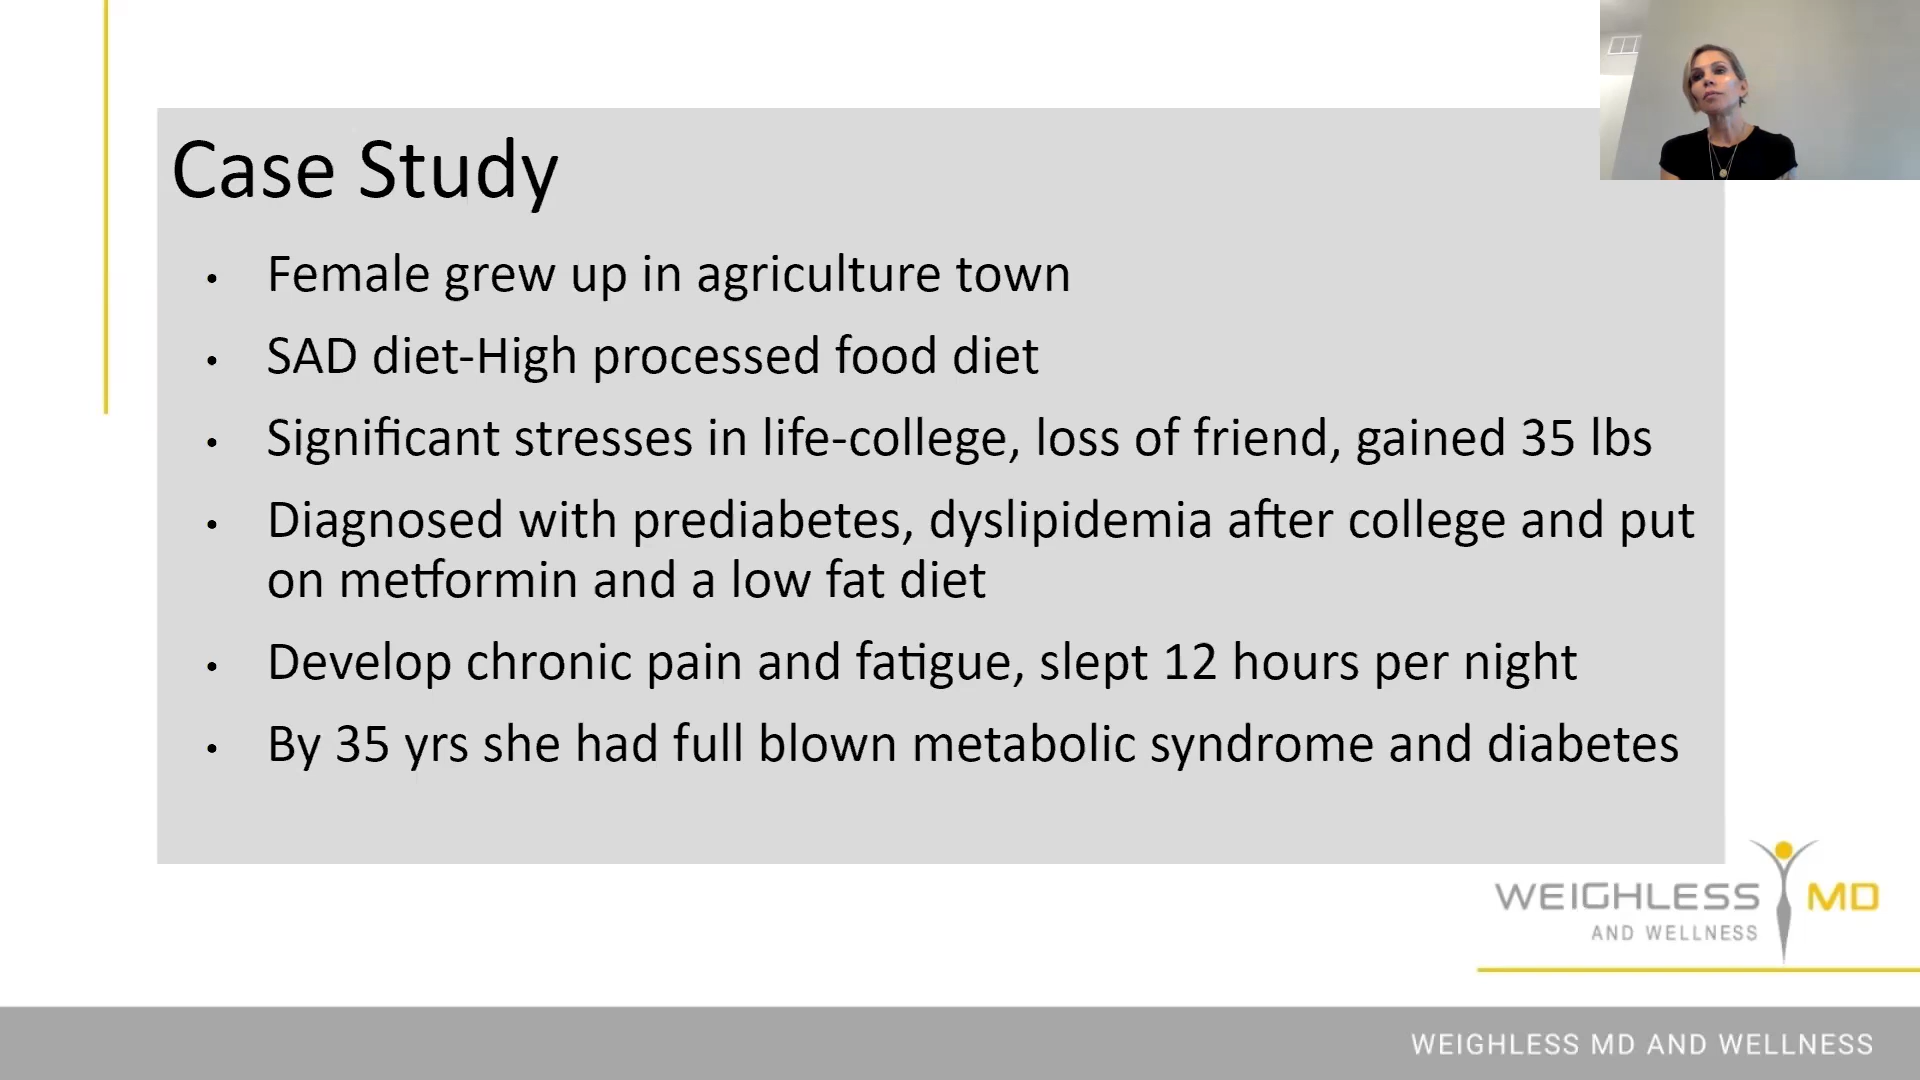 Case Study
• Female grew up in agriculture town
• SAD diet-High processed food diet
• Significant stresses in life-college, loss of friend, gained 35 lbs
• Diagnosed with prediabetes, dyslipidemia after college and put
on metformin and a low fat diet
• Develop chronic pain and fatigue, slept 12 hours per night
• By 35 yrs she had full blown metabolic syndrome and diabetes
WEIGHLESS MD
AND WELLNESS
WEIGHLESS MD AND WELLNESS